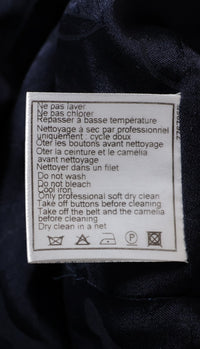 Ne pas laver
Ne pas chlorer
Repasser à basse température
Nettoyage à sec par professionnel
uniquement : cycle doux
Oter les boutons avant nettoyage
Oter la ceinture et le camélia
avant nettoyage
Nettoyer dans un filet
Do not wash
Do not bleach
Cool iron
Only professional soft dry clean
Take off buttons before cleaning
Take off the belt and the camelia
before cleaning
Dry clean in a net
P